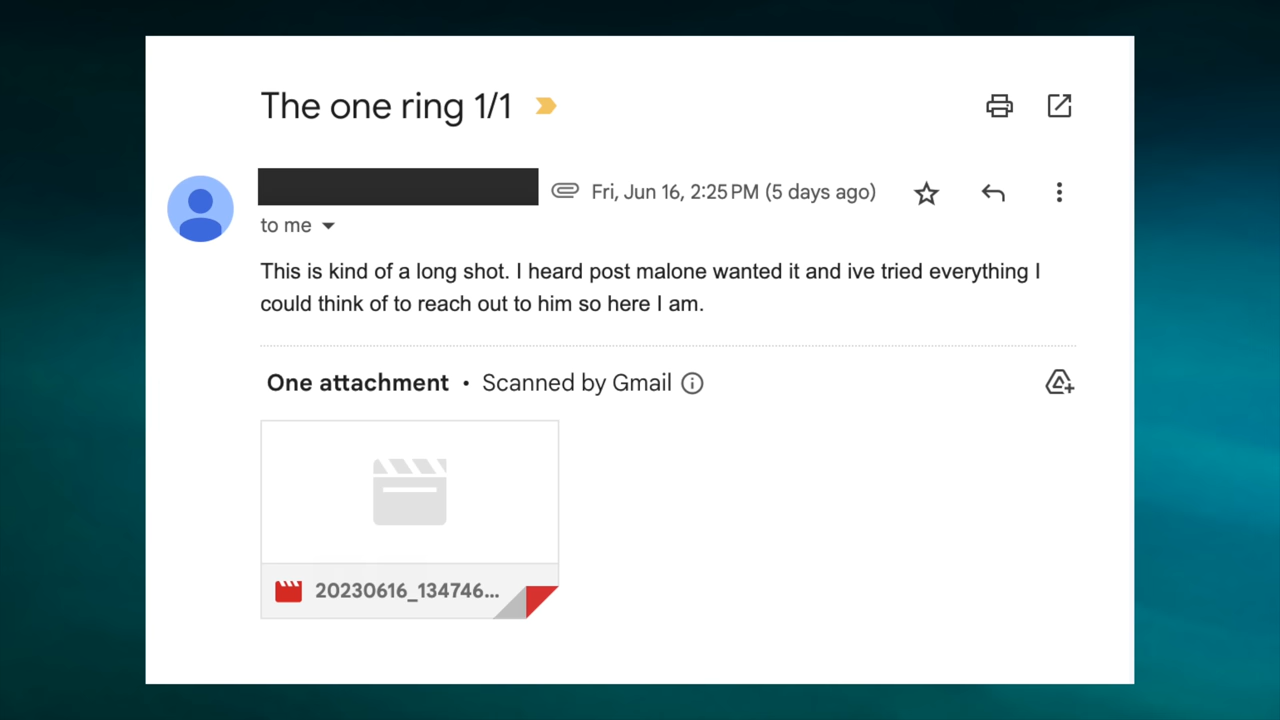 The one ring 1/1
Fri, Jun 16, 2:25 PM (5 days ago)
to me
This is kind of a long shot. I heard post malone wanted it and ive tried everything I
could think of to reach out to him so here I am.
One attachment • Scanned by Gmail
20230616_134746...